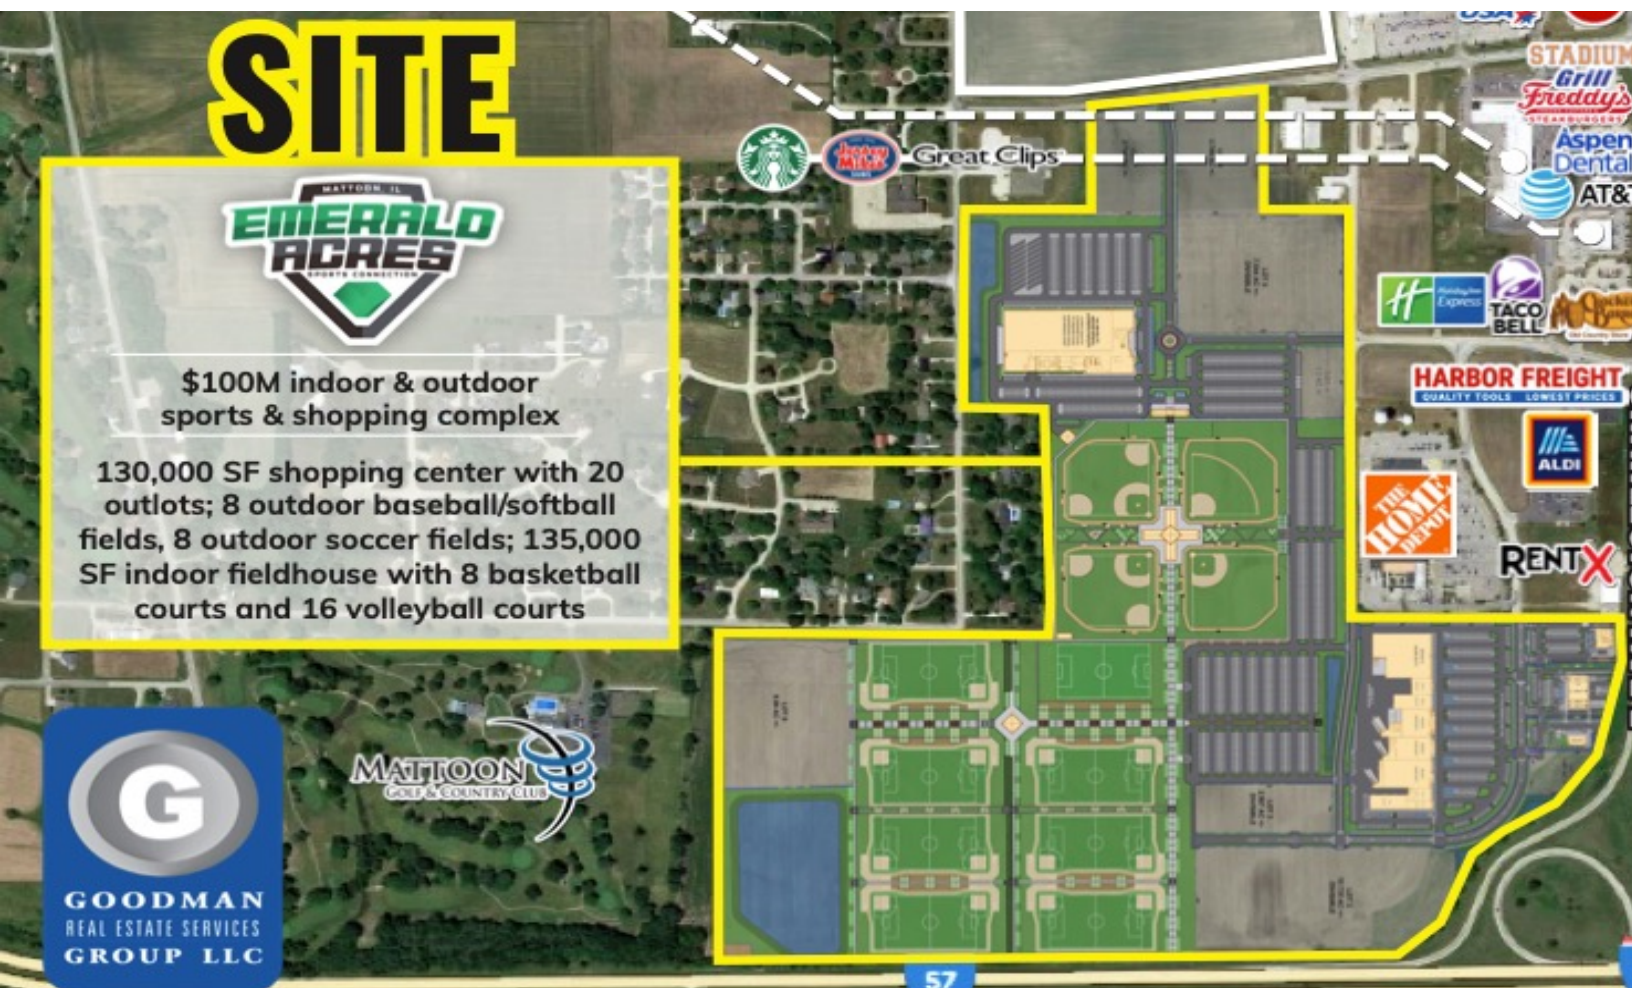 SITE
MATTOON, IL
EMERALD
ACRES
SPORTS CONNECTION
$100M indoor & outdoor
sports & shopping complex
130,000 SF shopping center with 20
outlots; 8 outdoor baseball/softball
fields, 8 outdoor soccer fields; 135,000
SF indoor fieldhouse with 8 basketball
courts and 16 volleyball courts
G
GOODMAN
REAL ESTATE SERVICES
GROUP LLC
MATTOON
GOLF & COUNTRY CLUB
Jersey
Mike's
SUBS
Great Clips
USA
STADIUM
Grill
Freddy's
STEAKBURGERS
Aspen
Dental
AT&T
H
Holiday Inn
Express
TACO
BELL
HARBOR FREIGHT
QUALITY TOOLS LOWEST PRICES
ALDI
THE
HOME
DEPOT
RENTX
57